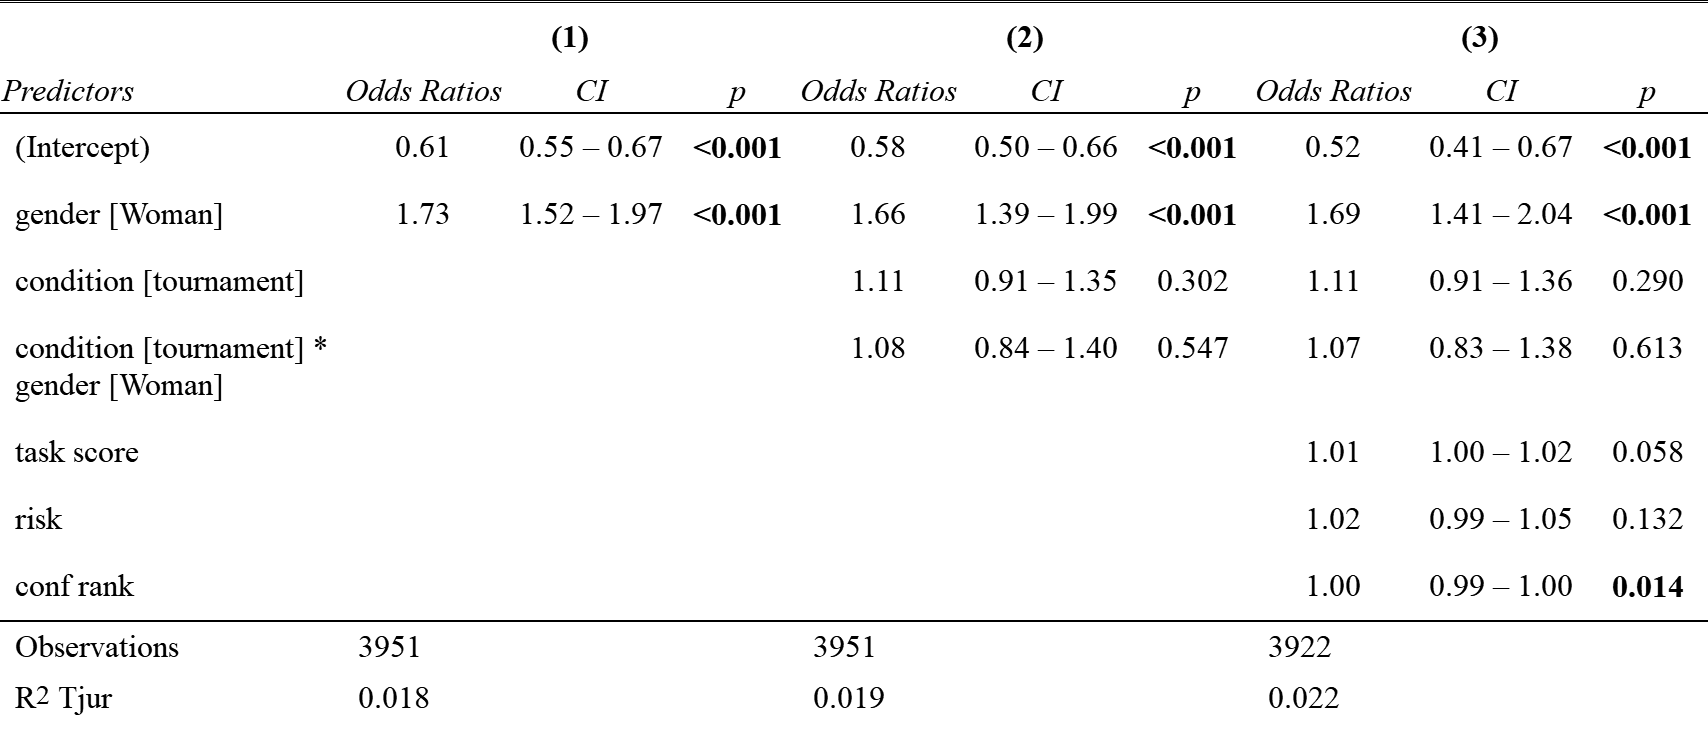 (1) (2) (3)
Predictors Odds Ratios CI p Odds Ratios CI p Odds Ratios CI p
(Intercept) 0.61 0.55 – 0.67 <0.001 0.58 0.50 – 0.66 <0.001 0.52 0.41 – 0.67 <0.001
gender [Woman] 1.73 1.52 – 1.97 <0.001 1.66 1.39 – 1.99 <0.001 1.69 1.41 – 2.04 <0.001
condition [tournament] 1.11 0.91 – 1.35 0.302 1.11 0.91 – 1.36 0.290
condition [tournament] * 1.08 0.84 – 1.40 0.547 1.07 0.83 – 1.38 0.613
gender [Woman]
task score 1.01 1.00 – 1.02 0.058
risk 1.02 0.99 – 1.05 0.132
conf rank 1.00 0.99 – 1.00 0.014
Observations 3951 3951 3922
R2 Tjur 0.018 0.019 0.022